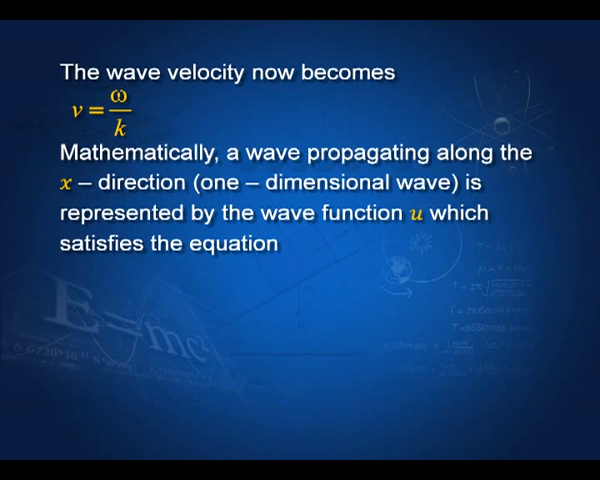 The wave velocity now becomes
v = ω/k
Mathematically, a wave propagating along the
x – direction (one – dimensional wave) is
represented by the wave function u which
satisfies the equation
E=mc²